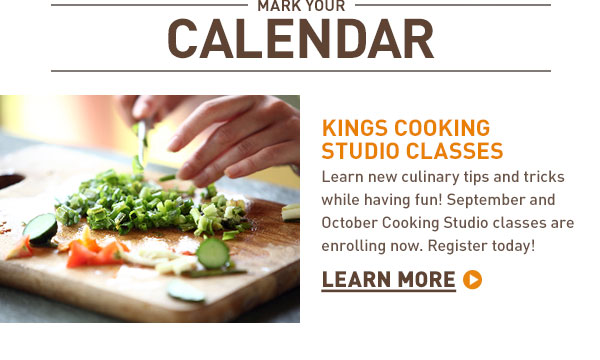 MARK YOUR
CALENDAR
KINGS COOKING
STUDIO CLASSES
Learn new culinary tips and tricks
while having fun! September and
October Cooking Studio classes are
enrolling now. Register today!
LEARN MORE